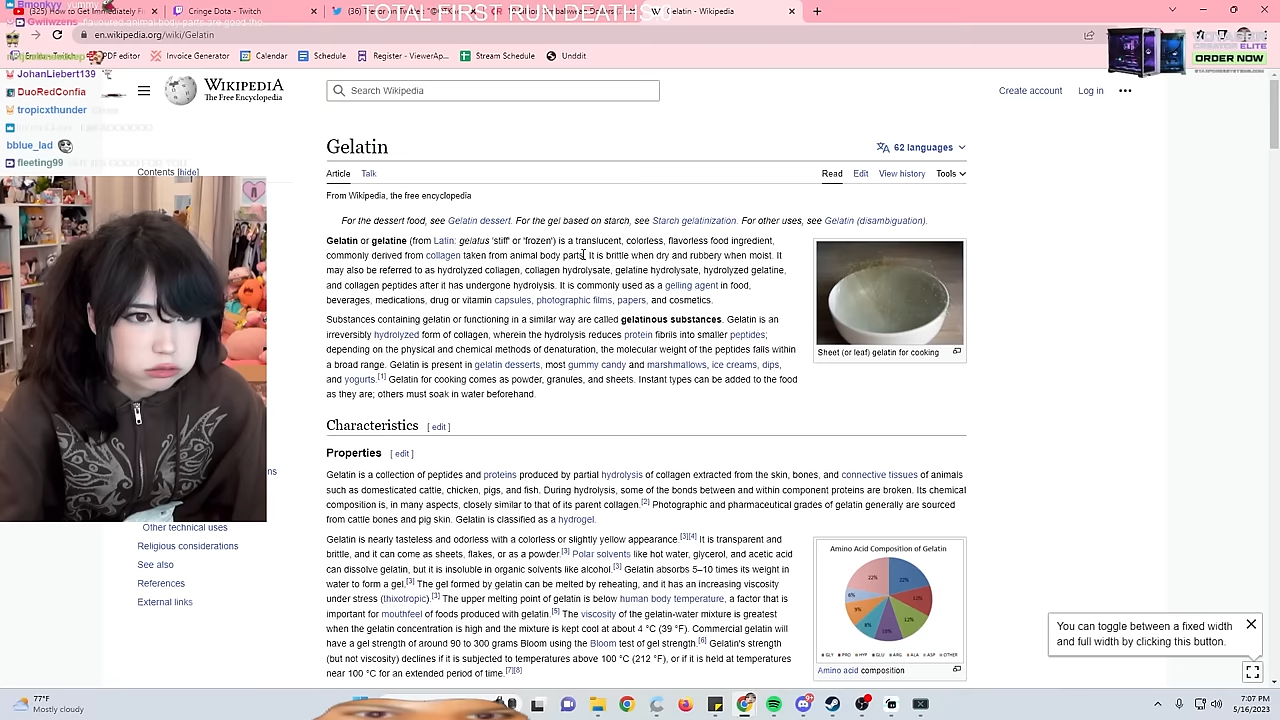 TOTAL FIRST RUN DEATHS:
Bmonkyy yummy
(325) How to Get Immediately
Cringe Dota - Twitch
Gelatin - Wikipedia
en.wikipedia.org/wiki/Gelatin
PDF editor
Invoice Generator
Calendar
Schedule
Register
Stream Schedule
Unddit
ELITE
ORDER NOW
JohanLiebert139
DuoRedConfia
tropicxthunder
bblue_lad
fleeting99
WIKIPEDIA
The Free Encyclopedia
Search Wikipedia
Create account
Log in
Contents [hide]
Gelatin
62 languages
Article
Talk
Read
Edit
View history
Tools
From Wikipedia, the free encyclopedia
For the dessert food, see Gelatin dessert. For the gel based on starch, see Starch gelatinization. For other uses, see Gelatin (disambiguation).
Gelatin or gelatine (from Latin: gelatus 'stiff' or 'frozen') is a translucent, colorless, flavorless food ingredient,
commonly derived from collagen taken from animal body parts. It is brittle when dry and rubbery when moist. It
may also be referred to as hydrolyzed collagen, collagen hydrolysate, gelatine hydrolysate, hydrolyzed gelatine,
and collagen peptides after it has undergone hydrolysis. It is commonly used as a gelling agent in food,
beverages, medications, drug or vitamin capsules, photographic films, papers, and cosmetics.
Sheet (or leaf) gelatin for cooking
Substances containing gelatin or functioning in a similar way are called gelatinous substances. Gelatin is an
irreversibly hydrolyzed form of collagen, wherein the hydrolysis reduces protein fibrils into smaller peptides;
depending on the physical and chemical methods of denaturation, the molecular weight of the peptides falls within
a broad range. Gelatin is present in gelatin desserts, most gummy candy and marshmallows, ice creams, dips,
and yogurts.[1] Gelatin for cooking comes as powder, granules, and sheets. Instant types can be added to the food
as they are; others must soak in water beforehand.
Characteristics [ edit ]
Properties [ edit ]
Gelatin is a collection of peptides and proteins produced by partial hydrolysis of collagen extracted from the skin, bones, and connective tissues of animals
such as domesticated cattle, chicken, pigs, and fish. During hydrolysis, some of the bonds between and within component proteins are broken. Its chemical
composition is, in many aspects, closely similar to that of its parent collagen.[2] Photographic and pharmaceutical grades of gelatin generally are sourced
from cattle bones and pig skin. Gelatin is classified as a hydrogel.
Gelatin is nearly tasteless and odorless with a colorless or slightly yellow appearance.[3][4] It is transparent and
brittle, and it can come as sheets, flakes, or as a powder.[3] Polar solvents like hot water, glycerol, and acetic acid
can dissolve gelatin, but it is insoluble in organic solvents like alcohol.[3] Gelatin absorbs 5–10 times its weight in
water to form a gel.[3] The gel formed by gelatin can be melted by reheating, and it has an increasing viscosity
under stress (thixotropic).[3] The upper melting point of gelatin is below human body temperature, a factor that is
important for mouthfeel of foods produced with gelatin.[5] The viscosity of the gelatin-water mixture is greatest
when the gelatin concentration is high and the mixture is kept cool at about 4 °C (39 °F). Commercial gelatin will
have a gel strength of around 90 to 300 grams Bloom using the Bloom test of gel strength.[6] Gelatin's strength
(but not viscosity) declines if it is subjected to temperatures above 100 °C (212 °F), or if it is held at temperatures
near 100 °C for an extended period of time.[7][8]
Amino Acid Composition of Gelatin
22%
22%
12%
12%
10%
8%
9%
6%
GLY PRO HYP GLU ARG ALA ASP OTHER
Amino acid composition
ns
Other technical uses
Religious considerations
See also
References
External links
You can toggle between a fixed width
and full width by clicking this button.
77°F
Mostly cloudy
7:07 PM
5/16/2023